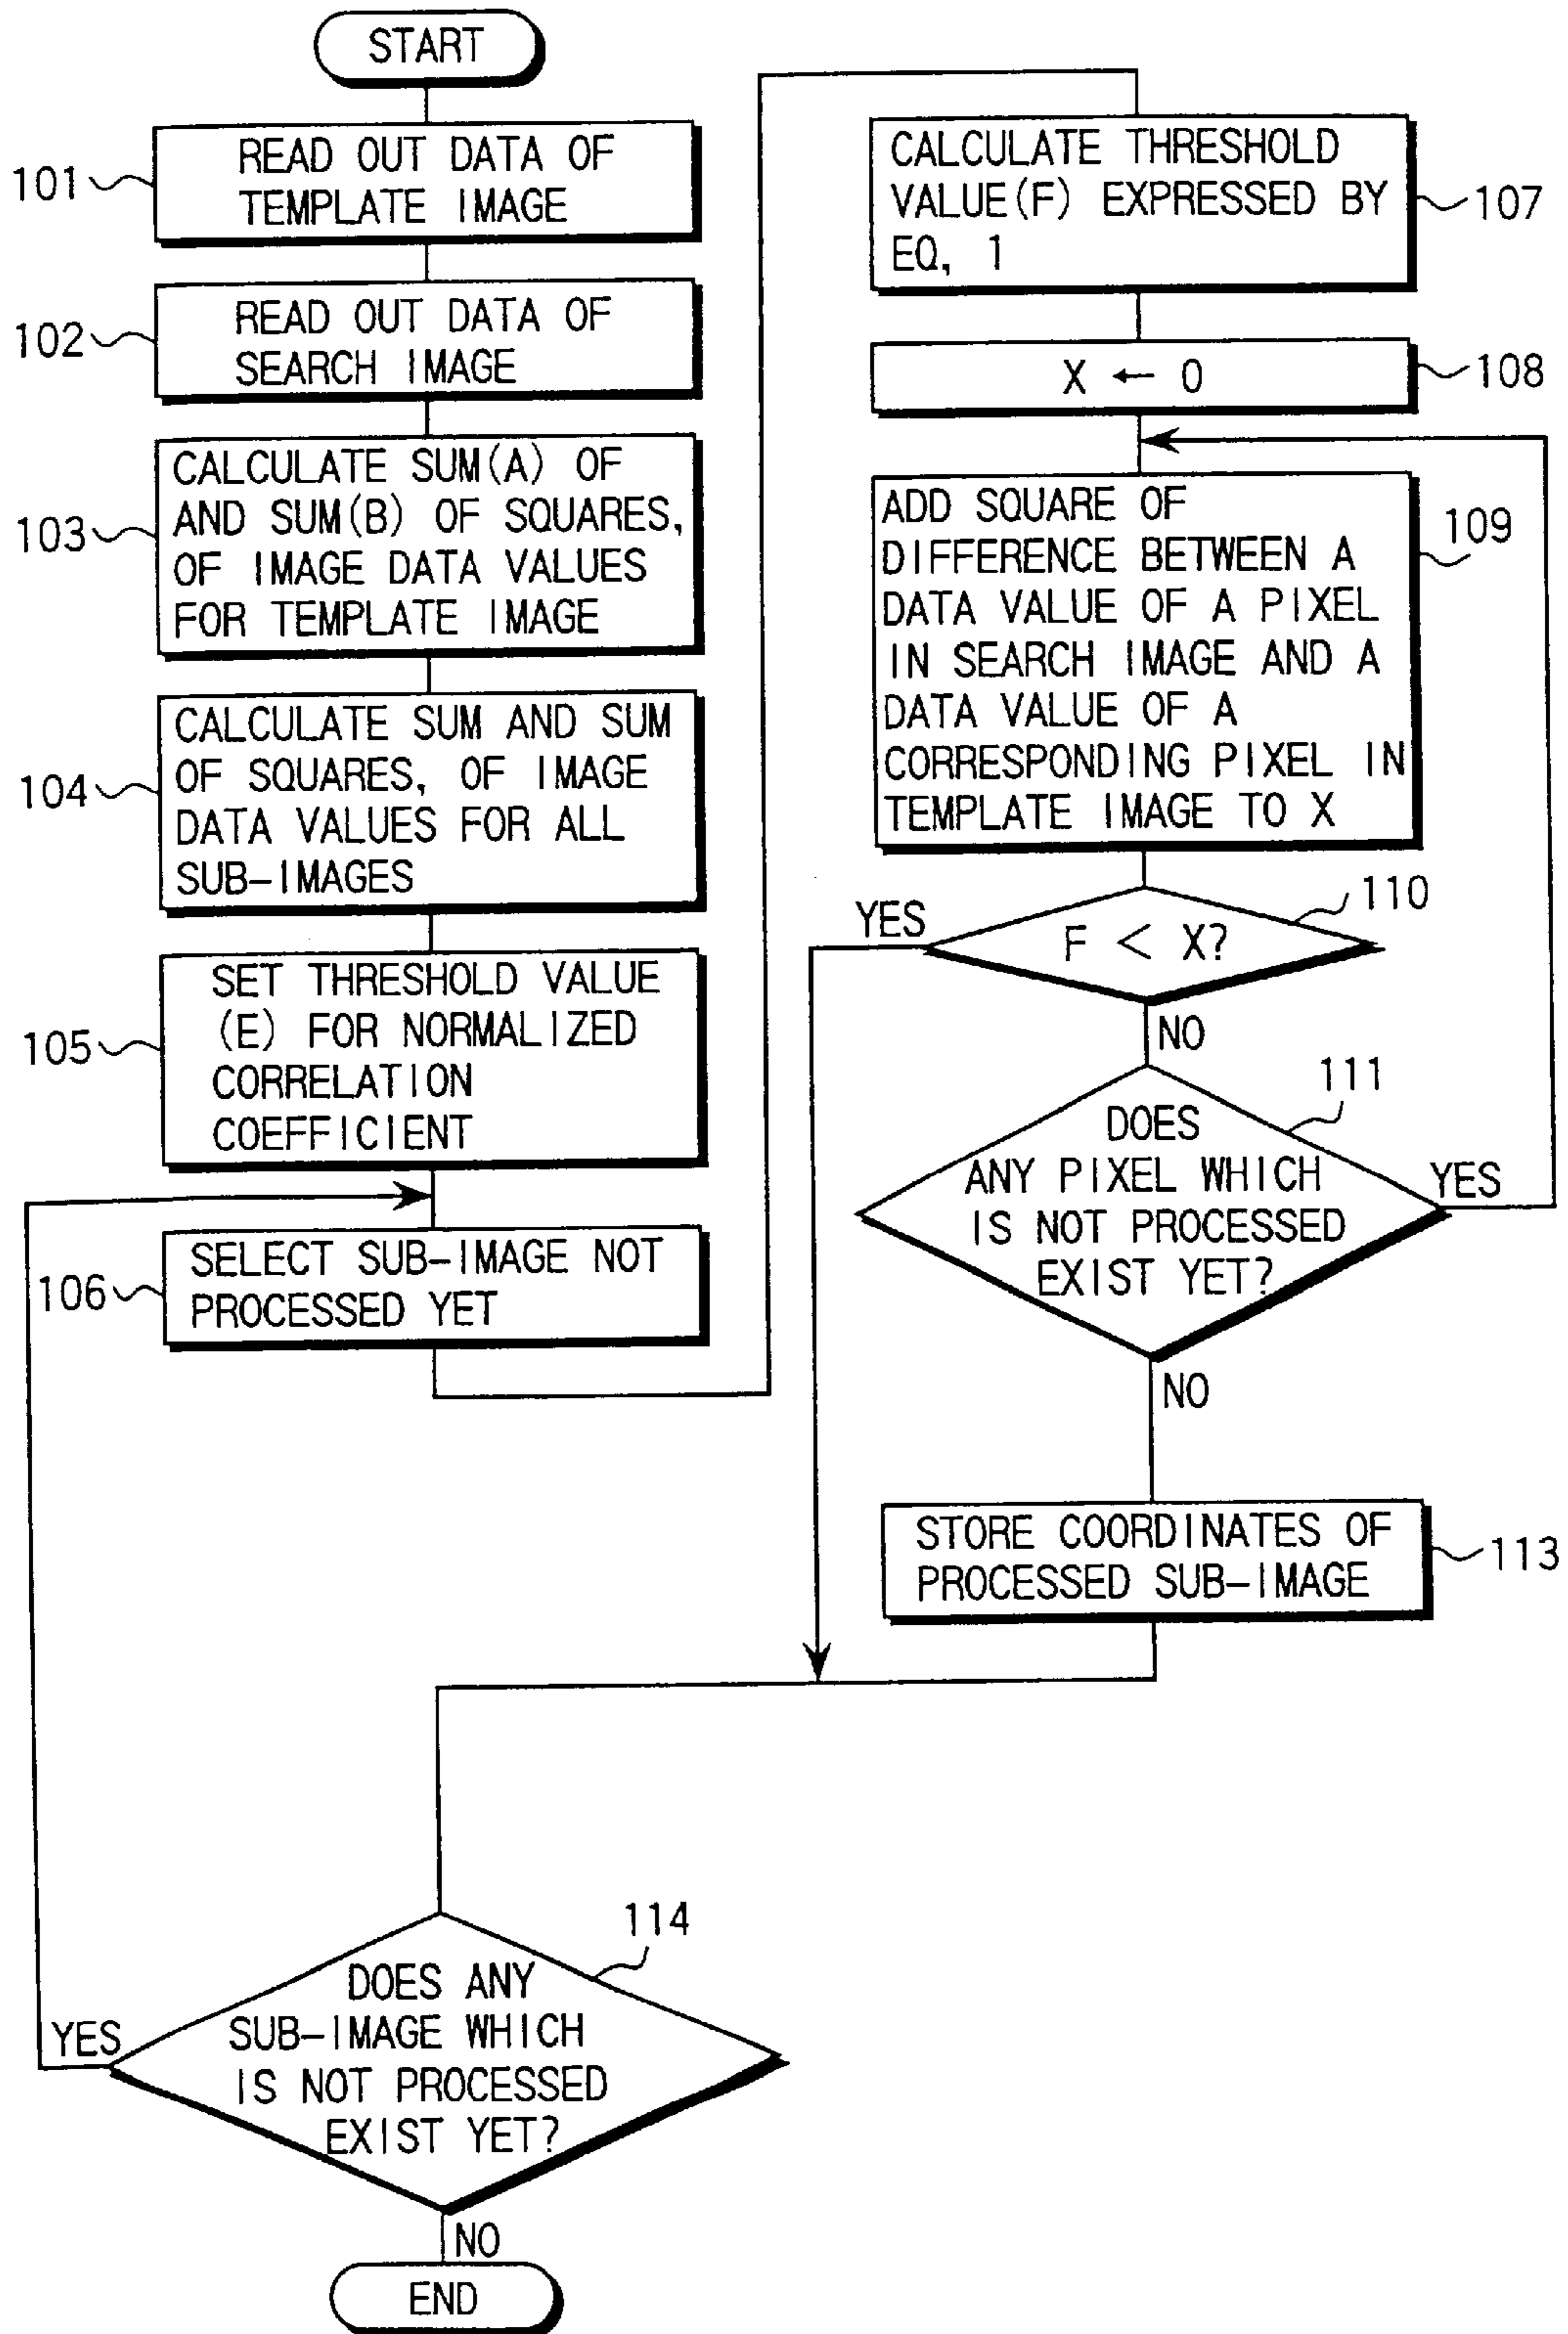 START
101
READ OUT DATA OF
TEMPLATE IMAGE
102
READ OUT DATA OF
SEARCH IMAGE
103
CALCULATE SUM(A) OF
AND SUM(B) OF SQUARES,
OF IMAGE DATA VALUES
FOR TEMPLATE IMAGE
104
CALCULATE SUM AND SUM
OF SQUARES, OF IMAGE
DATA VALUES FOR ALL
SUB-IMAGES
105
SET THRESHOLD VALUE
(E) FOR NORMALIZED
CORRELATION
COEFFICIENT
106
SELECT SUB-IMAGE NOT
PROCESSED YET
CALCULATE THRESHOLD
VALUE(F) EXPRESSED BY
EQ, 1
107
X ← 0
108
ADD SQUARE OF
DIFFERENCE BETWEEN A
DATA VALUE OF A PIXEL
IN SEARCH IMAGE AND A
DATA VALUE OF A
CORRESPONDING PIXEL IN
TEMPLATE IMAGE TO X
109
110
YES
F < X?
NO
111
DOES
ANY PIXEL WHICH
IS NOT PROCESSED
EXIST YET?
YES
NO
STORE COORDINATES OF
PROCESSED SUB-IMAGE
113
114
DOES ANY
SUB-IMAGE WHICH
IS NOT PROCESSED
EXIST YET?
YES
NO
END